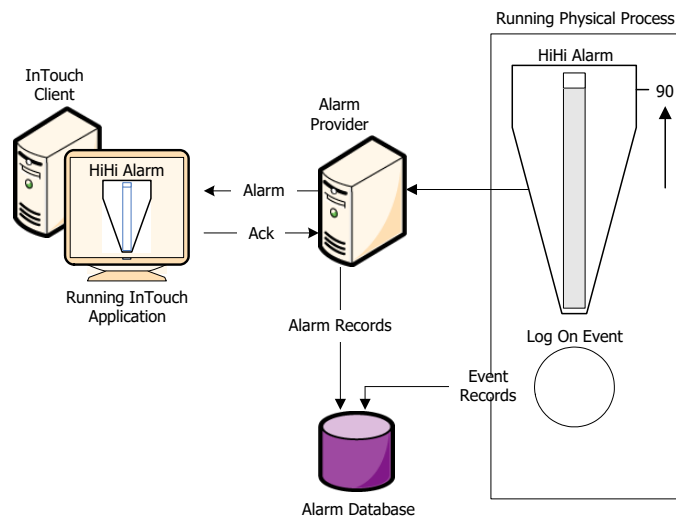 Running Physical Process
HiHi Alarm
90
InTouch
Client
Alarm
Provider
HiHi Alarm
Alarm
Ack
Running InTouch
Application
Alarm Records
Log On Event
Event
Records
Alarm Database